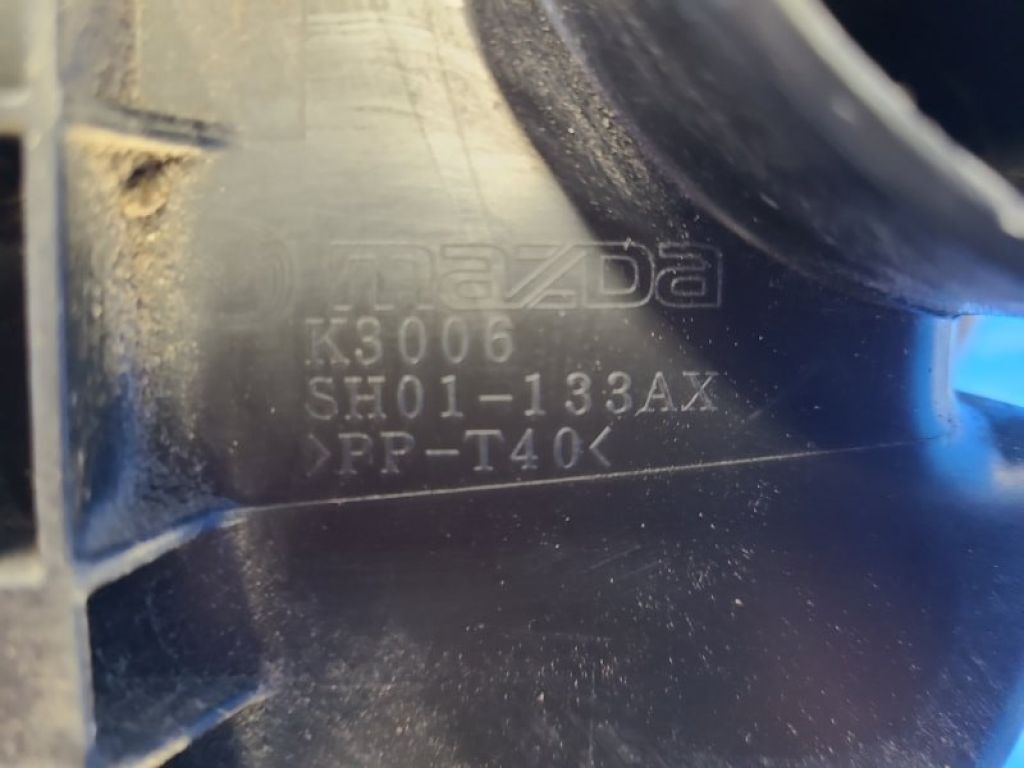 mazda
K3006
SH01-133AX
>PP-T40<